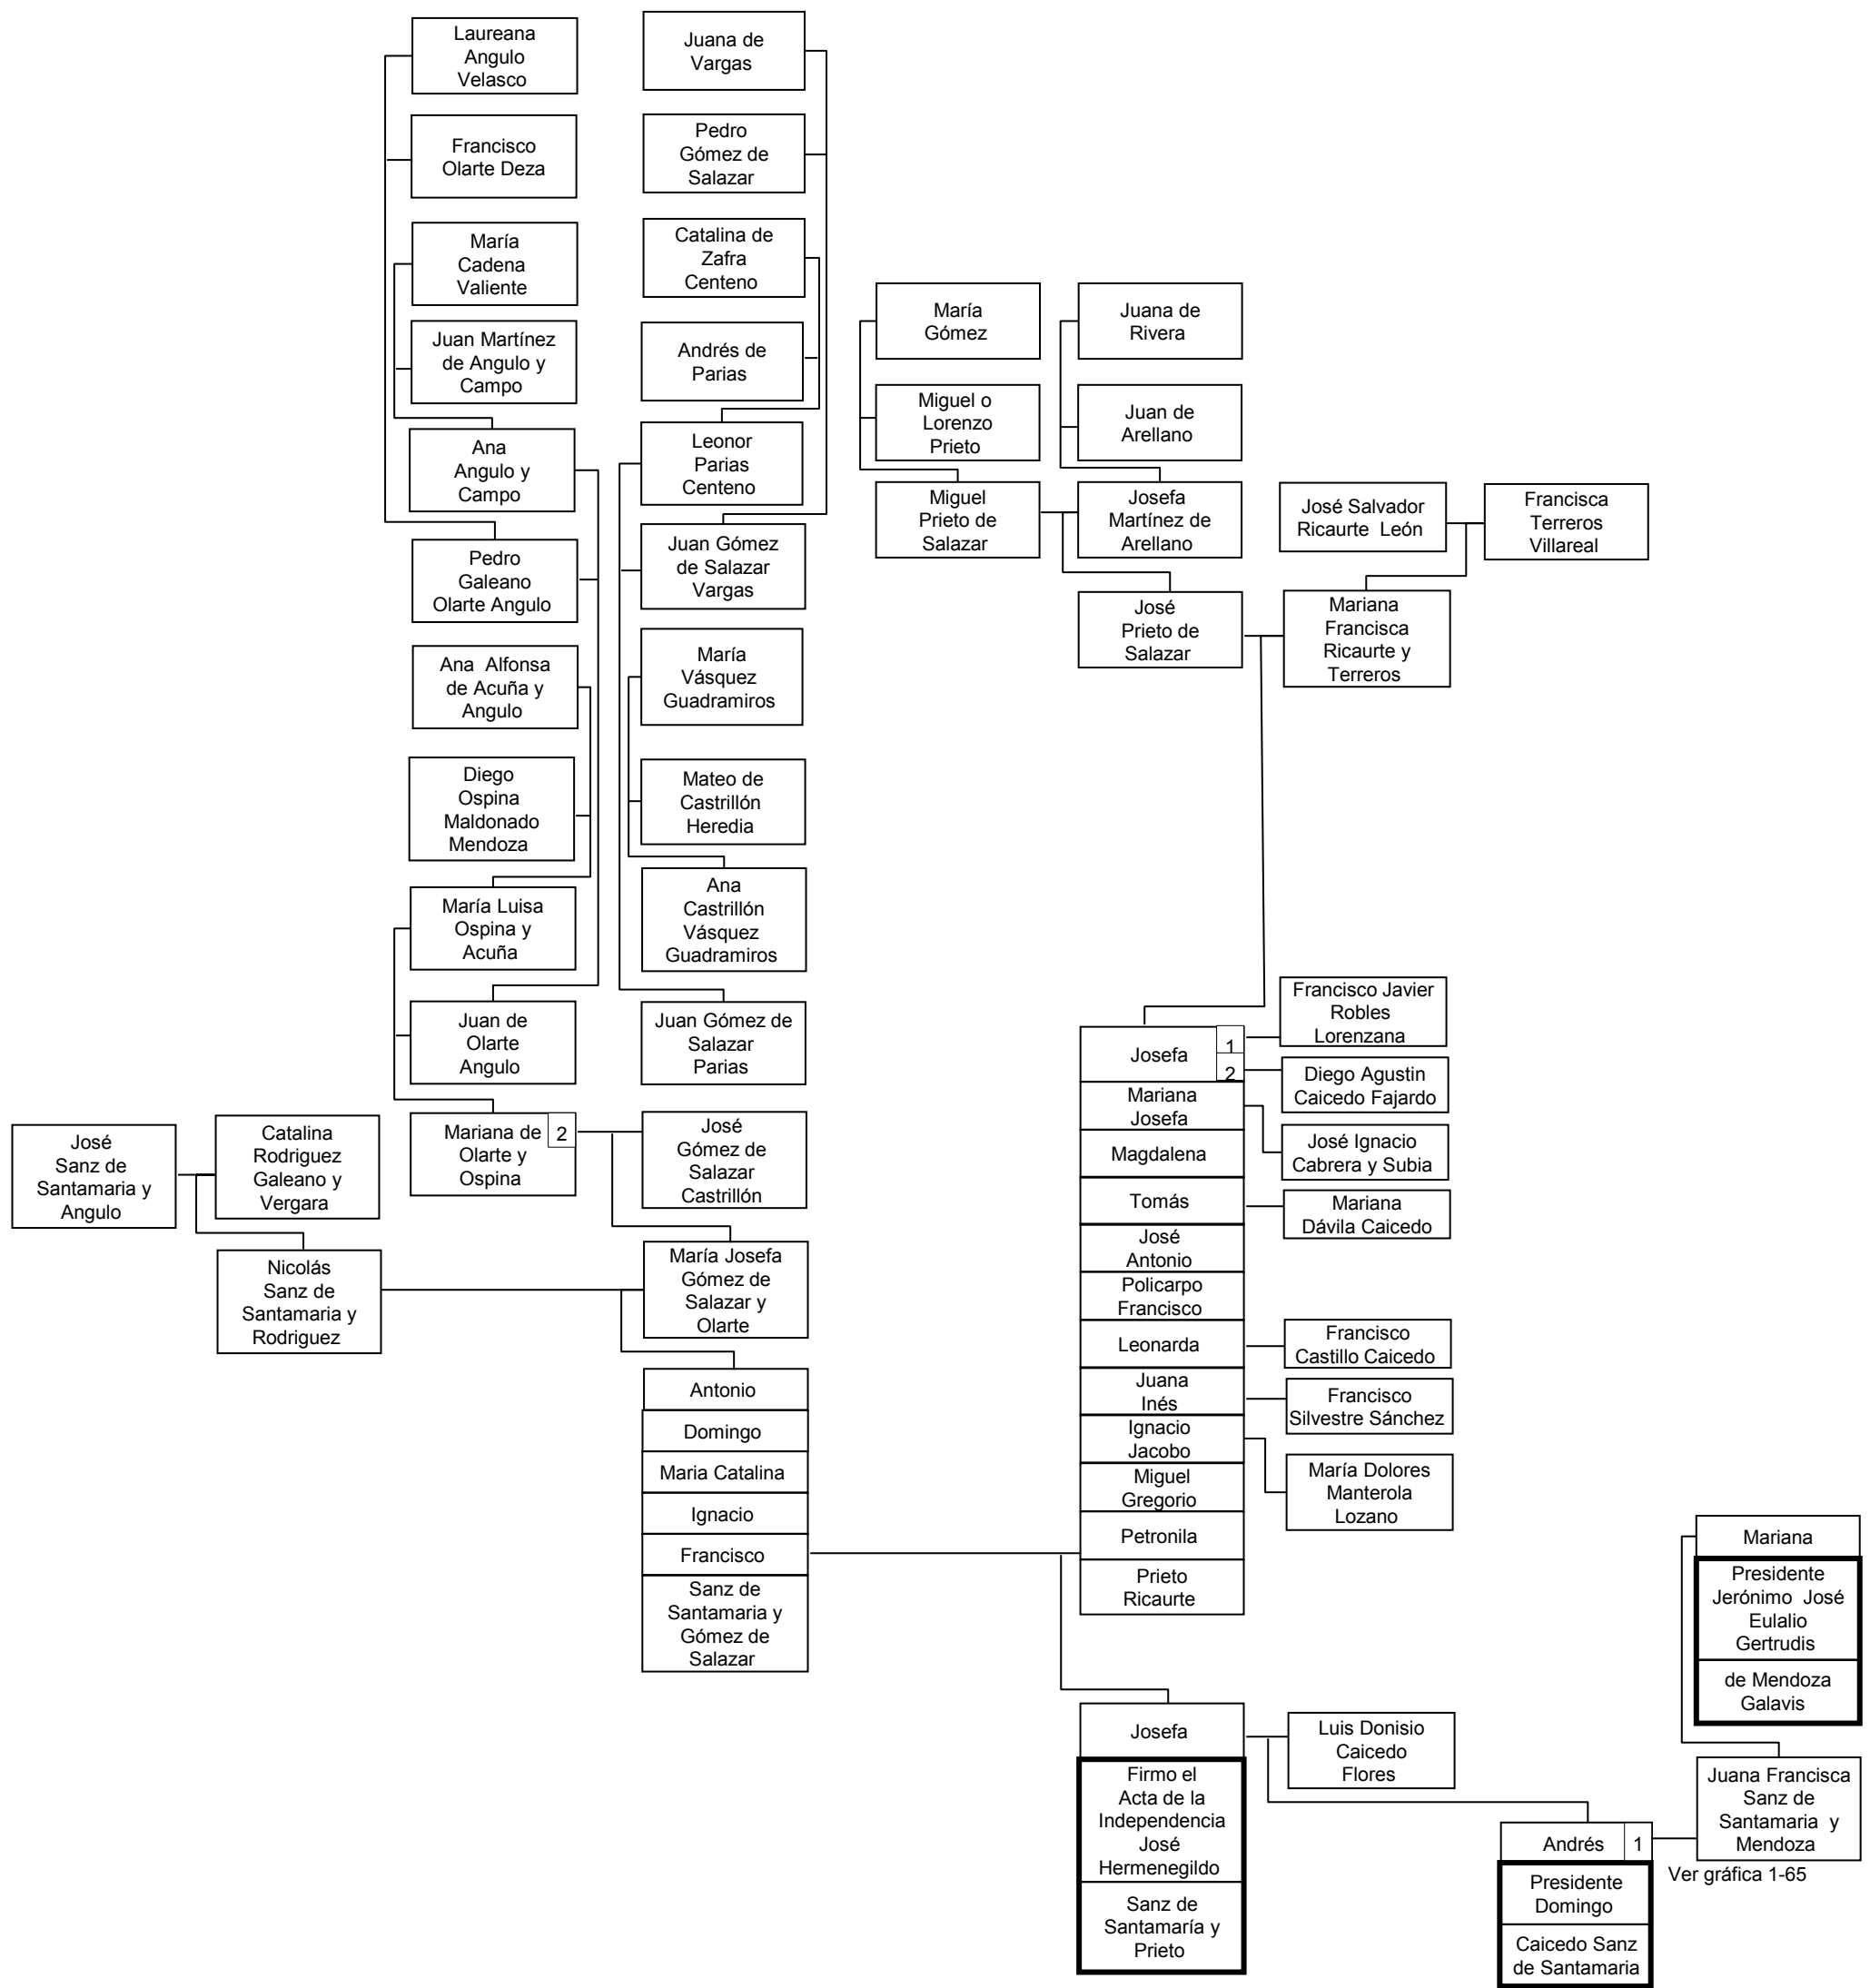 Laureana
Angulo
Velasco
Francisco
Olarte Deza
María
Cadena
Valiente
Juan Martínez
de Angulo y
Campo
Ana
Angulo y
Campo
Pedro
Galeano
Olarte Angulo
Ana Alfonsa
de Acuña y
Angulo
Diego
Ospina
Maldonado
Mendoza
María Luisa
Ospina y
Acuña
Juan de
Olarte
Angulo
Mariana de
Olarte y
Ospina
2
Juana de
Vargas
Pedro
Gómez de
Salazar
Catalina de
Zafra
Centeno
Andrés de
Parias
Leonor
Parias
Centeno
Juan Gómez
de Salazar
Vargas
María
Vásquez
Guadramiros
Mateo de
Castrillón
Heredia
Ana
Castrillón
Vásquez
Guadramiros
Juan Gómez de
Salazar
Parias
José
Gómez de
Salazar
Castrillón
José
Sanz de
Santamaria y
Angulo
Catalina
Rodriguez
Galeano y
Vergara
Nicolás
Sanz de
Santamaria y
Rodriguez
María Josefa
Gómez de
Salazar y
Olarte
Antonio
Domingo
Maria Catalina
Ignacio
Francisco
Sanz de
Santamaria y
Gómez de
Salazar
María
Gómez
Miguel o
Lorenzo
Prieto
Miguel
Prieto de
Salazar
Juana de
Rivera
Juan de
Arellano
Josefa
Martínez de
Arellano
José Salvador
Ricaurte León
Francisca
Terreros
Villareal
José
Prieto de
Salazar
Mariana
Francisca
Ricaurte y
Terreros
Josefa
1
2
Mariana
Josefa
Magdalena
Tomás
José
Antonio
Policarpo
Francisco
Leonarda
Juana
Inés
Ignacio
Jacobo
Miguel
Gregorio
Petronila
Prieto
Ricaurte
Francisco Javier
Robles
Lorenzana
Diego Agustin
Caicedo Fajardo
José Ignacio
Cabrera y Subia
Mariana
Dávila Caicedo
Francisco
Castillo Caicedo
Francisco
Silvestre Sánchez
María Dolores
Manterola
Lozano
Josefa
Firmo el
Acta de la
Independencia
José
Hermenegildo
Sanz de
Santamaría y
Prieto
Luis Donisio
Caicedo
Flores
Andrés
1
Presidente
Domingo
Caicedo Sanz
de Santamaria
Mariana
Presidente
Jerónimo José
Eulalio
Gertrudis
de Mendoza
Galavis
Juana Francisca
Sanz de
Santamaria y
Mendoza
Ver gráfica 1-65